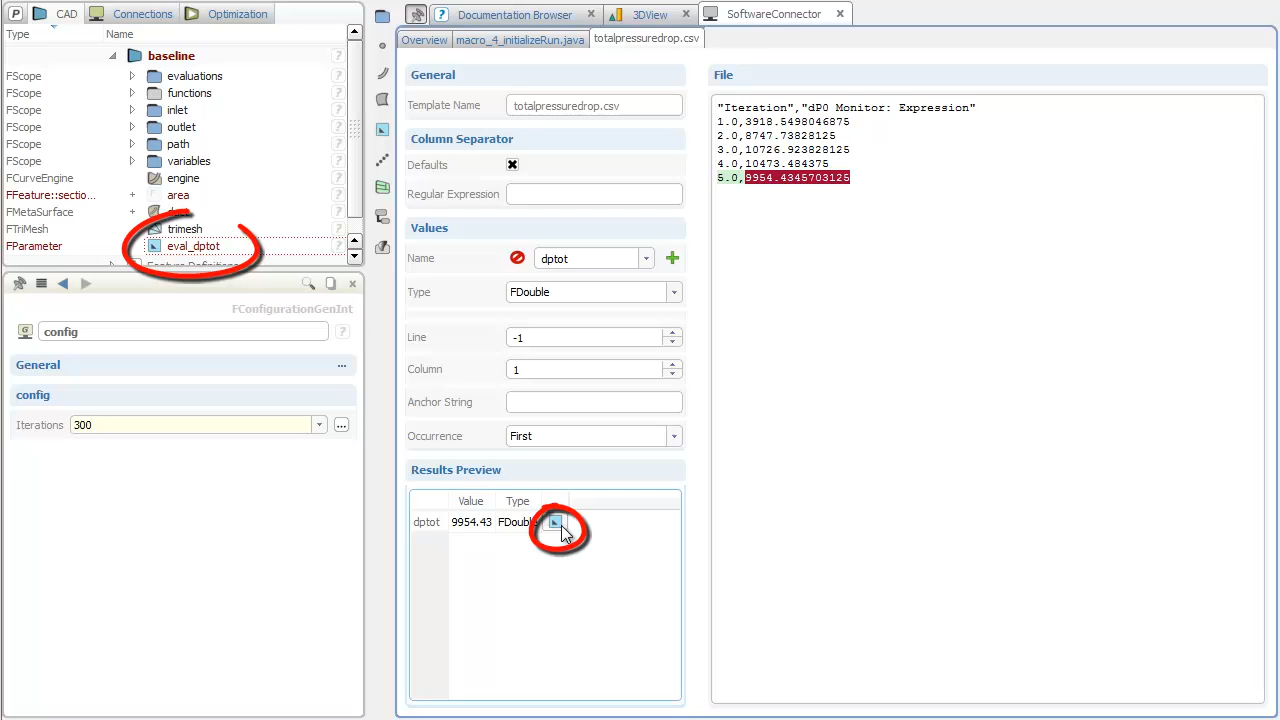 P CAD Connections Optimization
Type Name
baseline ?
FScope evaluations ?
FScope functions ?
FScope inlet ?
FScope outlet ?
FScope path ?
FScope variables ?
FCurveEngine engine ?
FFeature::sectio... + area ?
FMetaSurface + ?
FTriMesh trimesh ?
FParameter eval_dptot ?
FConfigurationGenInt
G config ?
General ...
config
Iterations 300 ...
? Documentation Browser × 3DView × SoftwareConnector ×
Overview macro_4_initializeRun.java totalpressuredrop.csv
General
Template Name totalpressuredrop.csv
Column Separator
Defaults
Regular Expression
Values
Name dptot
Type FDouble
Line -1
Column 1
Anchor String
Occurrence First
Results Preview
Value Type
dptot 9954.43 FDouble
File
"Iteration","dP0 Monitor: Expression"
1.0,3918.5498046875
2.0,8747.73828125
3.0,10726.923828125
4.0,10473.484375
5.0,9954.4345703125